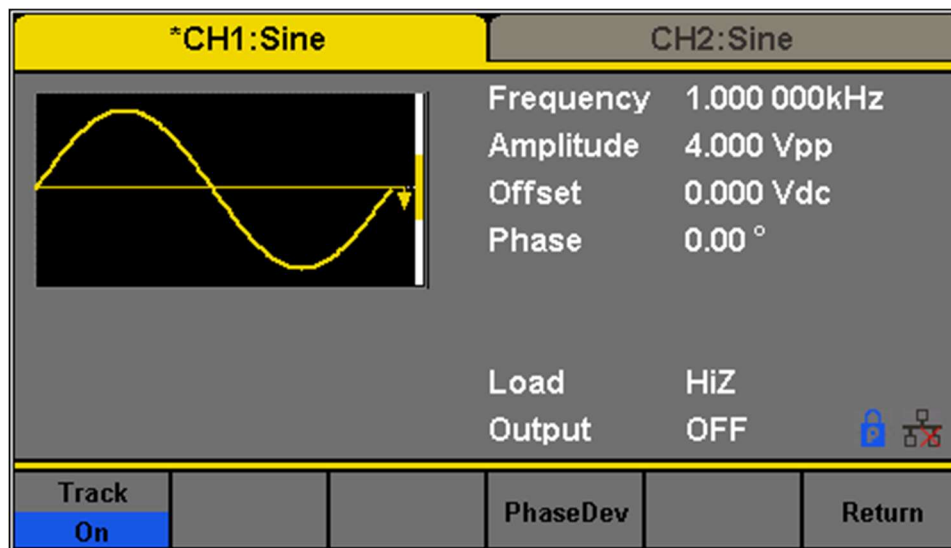 *CH1:Sine
CH2:Sine
Frequency 1.000 000kHz
Amplitude 4.000 Vpp
Offset 0.000 Vdc
Phase 0.00 °
Load HiZ
Output OFF
P
Track
On
PhaseDev
Return